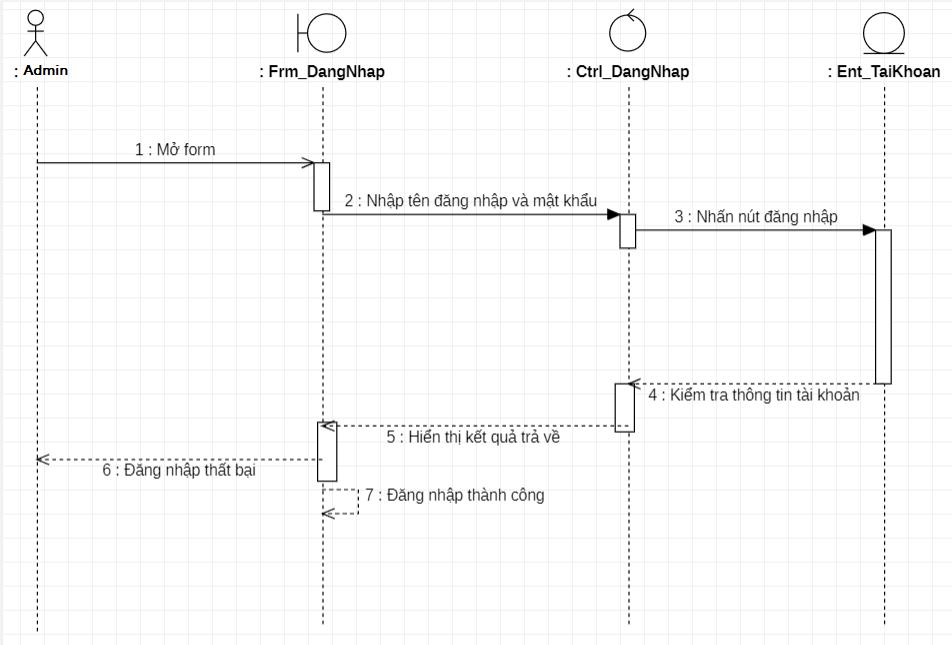 : Admin
: Frm_DangNhap
: Ctrl_DangNhap
: Ent_TaiKhoan
1 : Mở form
2 : Nhập tên đăng nhập và mật khẩu
3 : Nhấn nút đăng nhập
4 : Kiểm tra thông tin tài khoản
5 : Hiển thị kết quả trả về
6 : Đăng nhập thất bại
7 : Đăng nhập thành công